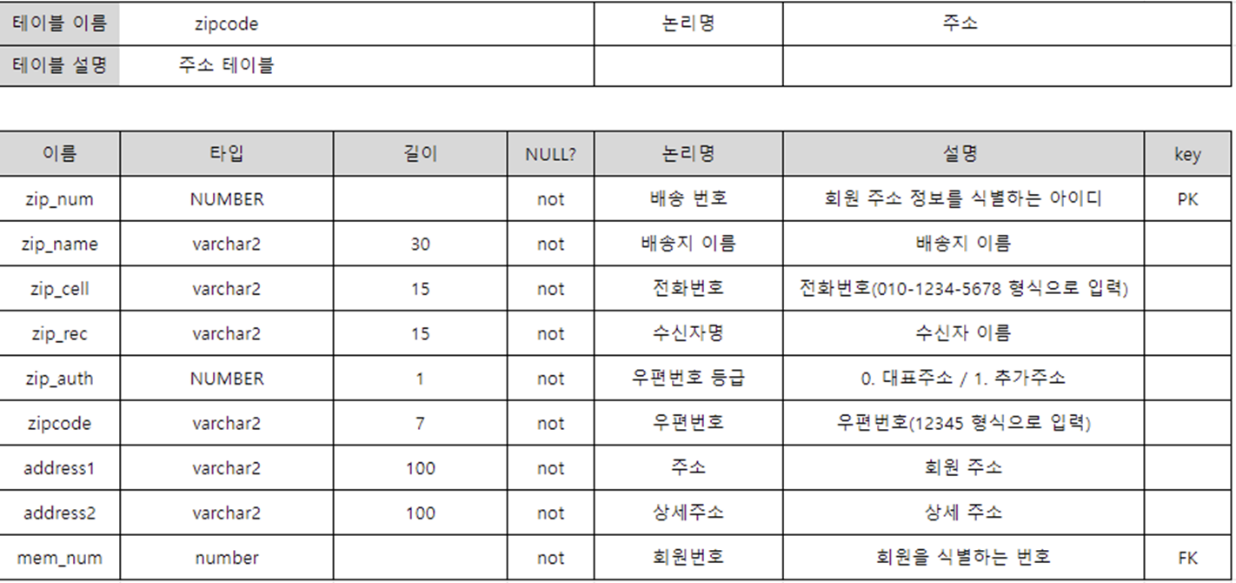 테이블 이름 zipcode 논리명 주소
테이블 설명 주소 테이블
이름 타입 길이 NULL? 논리명 설명 key
zip_num NUMBER not 배송 번호 회원 주소 정보를 식별하는 아이디 PK
zip_name varchar2 30 not 배송지 이름 배송지 이름
zip_cell varchar2 15 not 전화번호 전화번호(010-1234-5678 형식으로 입력)
zip_rec varchar2 15 not 수신자명 수신자 이름
zip_auth NUMBER 1 not 우편번호 등급 0. 대표주소 / 1. 추가주소
zipcode varchar2 7 not 우편번호 우편번호(12345 형식으로 입력)
address1 varchar2 100 not 주소 회원 주소
address2 varchar2 100 not 상세주소 상세 주소
mem_num number not 회원번호 회원을 식별하는 번호 FK